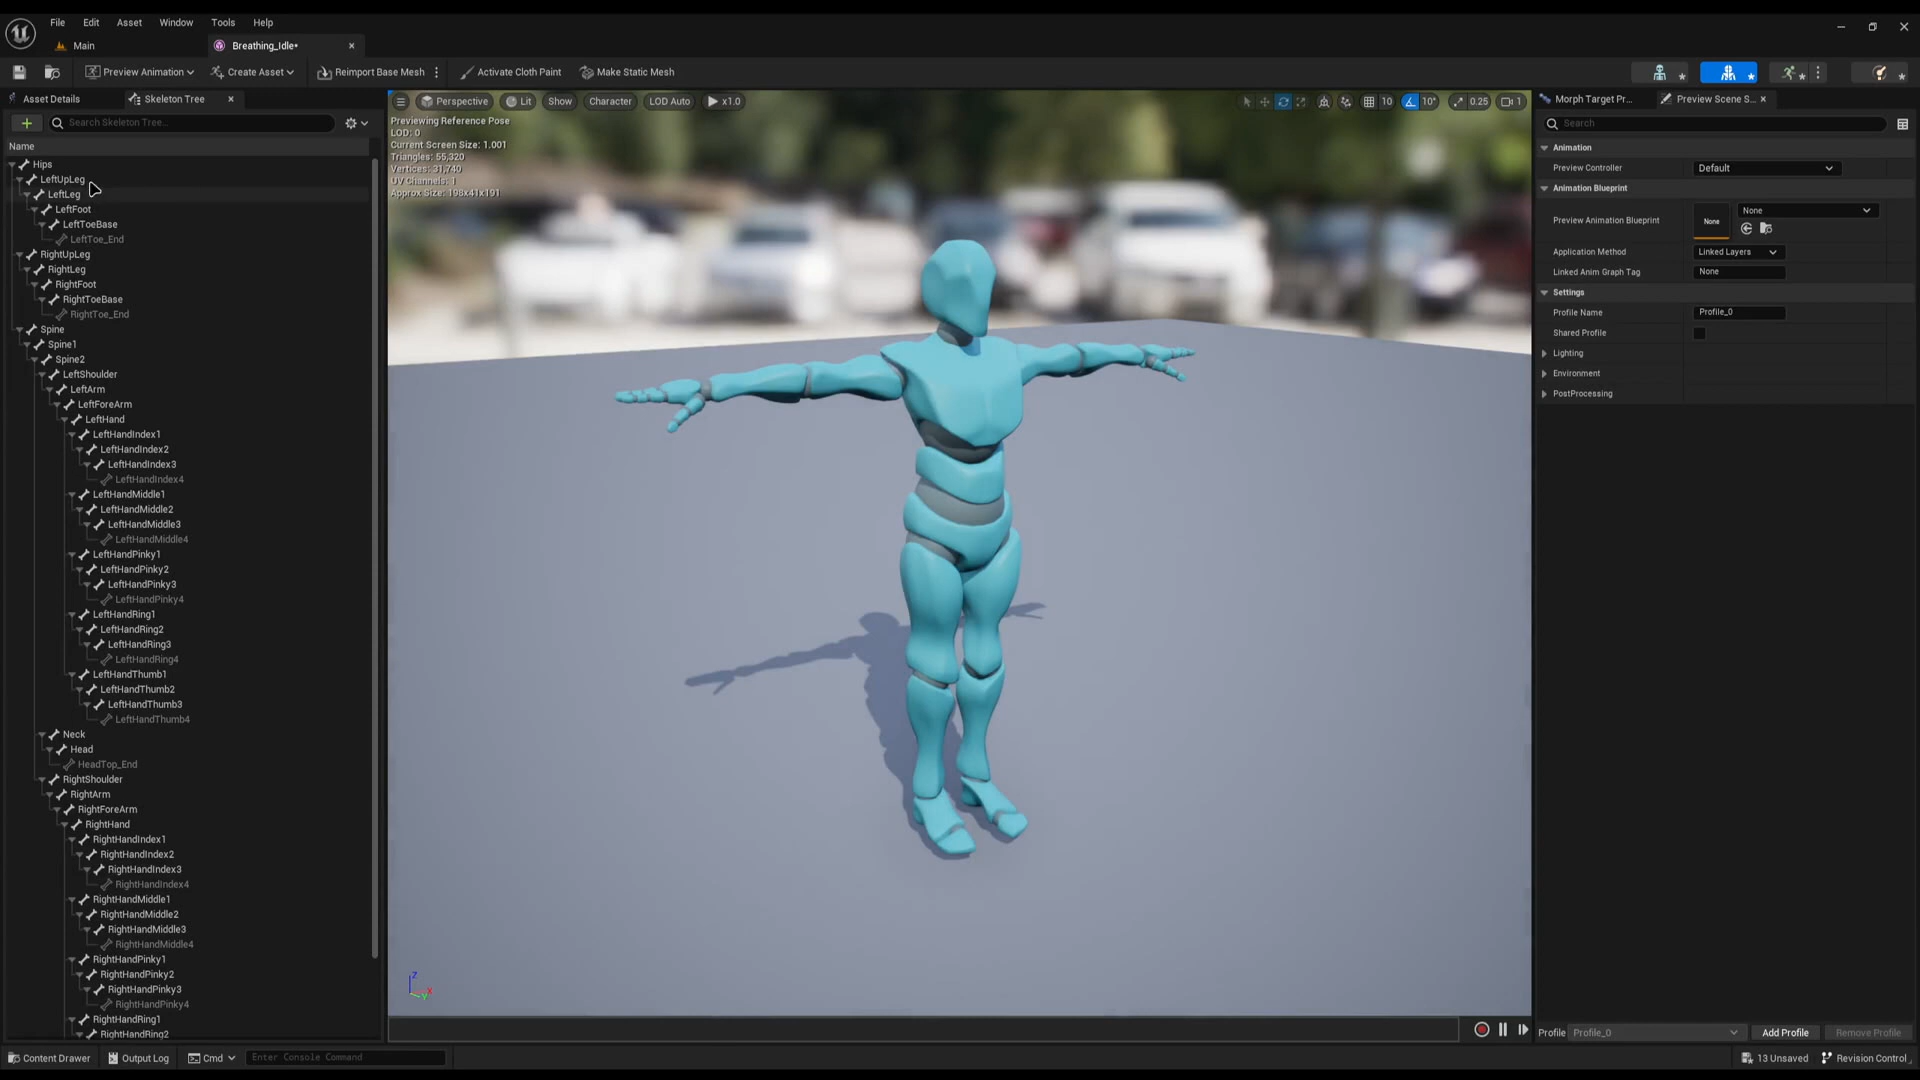 File Edit Asset Window Tools Help
Main Breathing_Idle*
Preview Animation Create Asset Reimport Base Mesh Activate Cloth Paint Make Static Mesh
Asset Details Skeleton Tree
Search Skeleton Tree...
Name
Hips
LeftUpLeg
LeftLeg
LeftFoot
LeftToeBase
LeftToe_End
RightUpLeg
RightLeg
RightFoot
RightToeBase
RightToe_End
Spine
Spine1
Spine2
LeftShoulder
LeftArm
LeftForeArm
LeftHand
LeftHandIndex1
LeftHandIndex2
LeftHandIndex3
LeftHandIndex4
LeftHandMiddle1
LeftHandMiddle2
LeftHandMiddle3
LeftHandMiddle4
LeftHandPinky1
LeftHandPinky2
LeftHandPinky3
LeftHandPinky4
LeftHandRing1
LeftHandRing2
LeftHandRing3
LeftHandRing4
LeftHandThumb1
LeftHandThumb2
LeftHandThumb3
LeftHandThumb4
Neck
Head
HeadTop_End
RightShoulder
RightArm
RightForeArm
RightHand
RightHandIndex1
RightHandIndex2
RightHandIndex3
RightHandIndex4
RightHandMiddle1
RightHandMiddle2
RightHandMiddle3
RightHandMiddle4
RightHandPinky1
RightHandPinky2
RightHandPinky3
RightHandPinky4
RightHandRing1
RightHandRing2
Perspective Lit Show Character LOD Auto x1.0 10 10° 0.25 1
Previewing Reference Pose
LOD: 0
Current Screen Size: 1.001
Triangles: 55,320
Vertices: 31,740
UV Channels: 1
Approx Size: 198x41x191
Z
X
Y
Morph Target Pr... Preview Scene S...
Search
Animation
Preview Controller Default
Animation Blueprint
Preview Animation Blueprint None None
Application Method Linked Layers
Linked Anim Graph Tag None
Settings
Profile Name Profile_0
Shared Profile
Lighting
Environment
PostProcessing
Profile Profile_0 Add Profile Remove Profile
Content Drawer Output Log Cmd Enter Console Command 13 Unsaved Revision Control